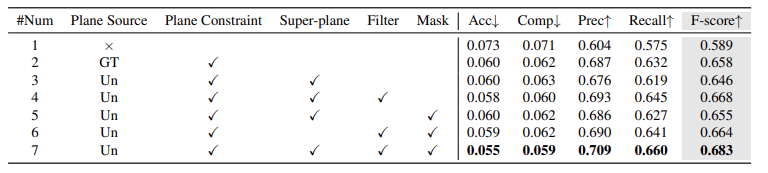 #Num Plane Source Plane Constraint Super-plane Filter Mask Acc↓ Comp↓ Prec↑ Recall↑ F-score↑
1 × 0.073 0.071 0.604 0.575 0.589
2 GT ✓ 0.060 0.062 0.687 0.632 0.658
3 Un ✓ ✓ 0.060 0.063 0.676 0.619 0.646
4 Un ✓ ✓ ✓ 0.058 0.060 0.693 0.645 0.668
5 Un ✓ ✓ ✓ 0.060 0.062 0.686 0.627 0.655
6 Un ✓ ✓ ✓ 0.059 0.062 0.690 0.641 0.664
7 Un ✓ ✓ ✓ ✓ 0.055 0.059 0.709 0.660 0.683